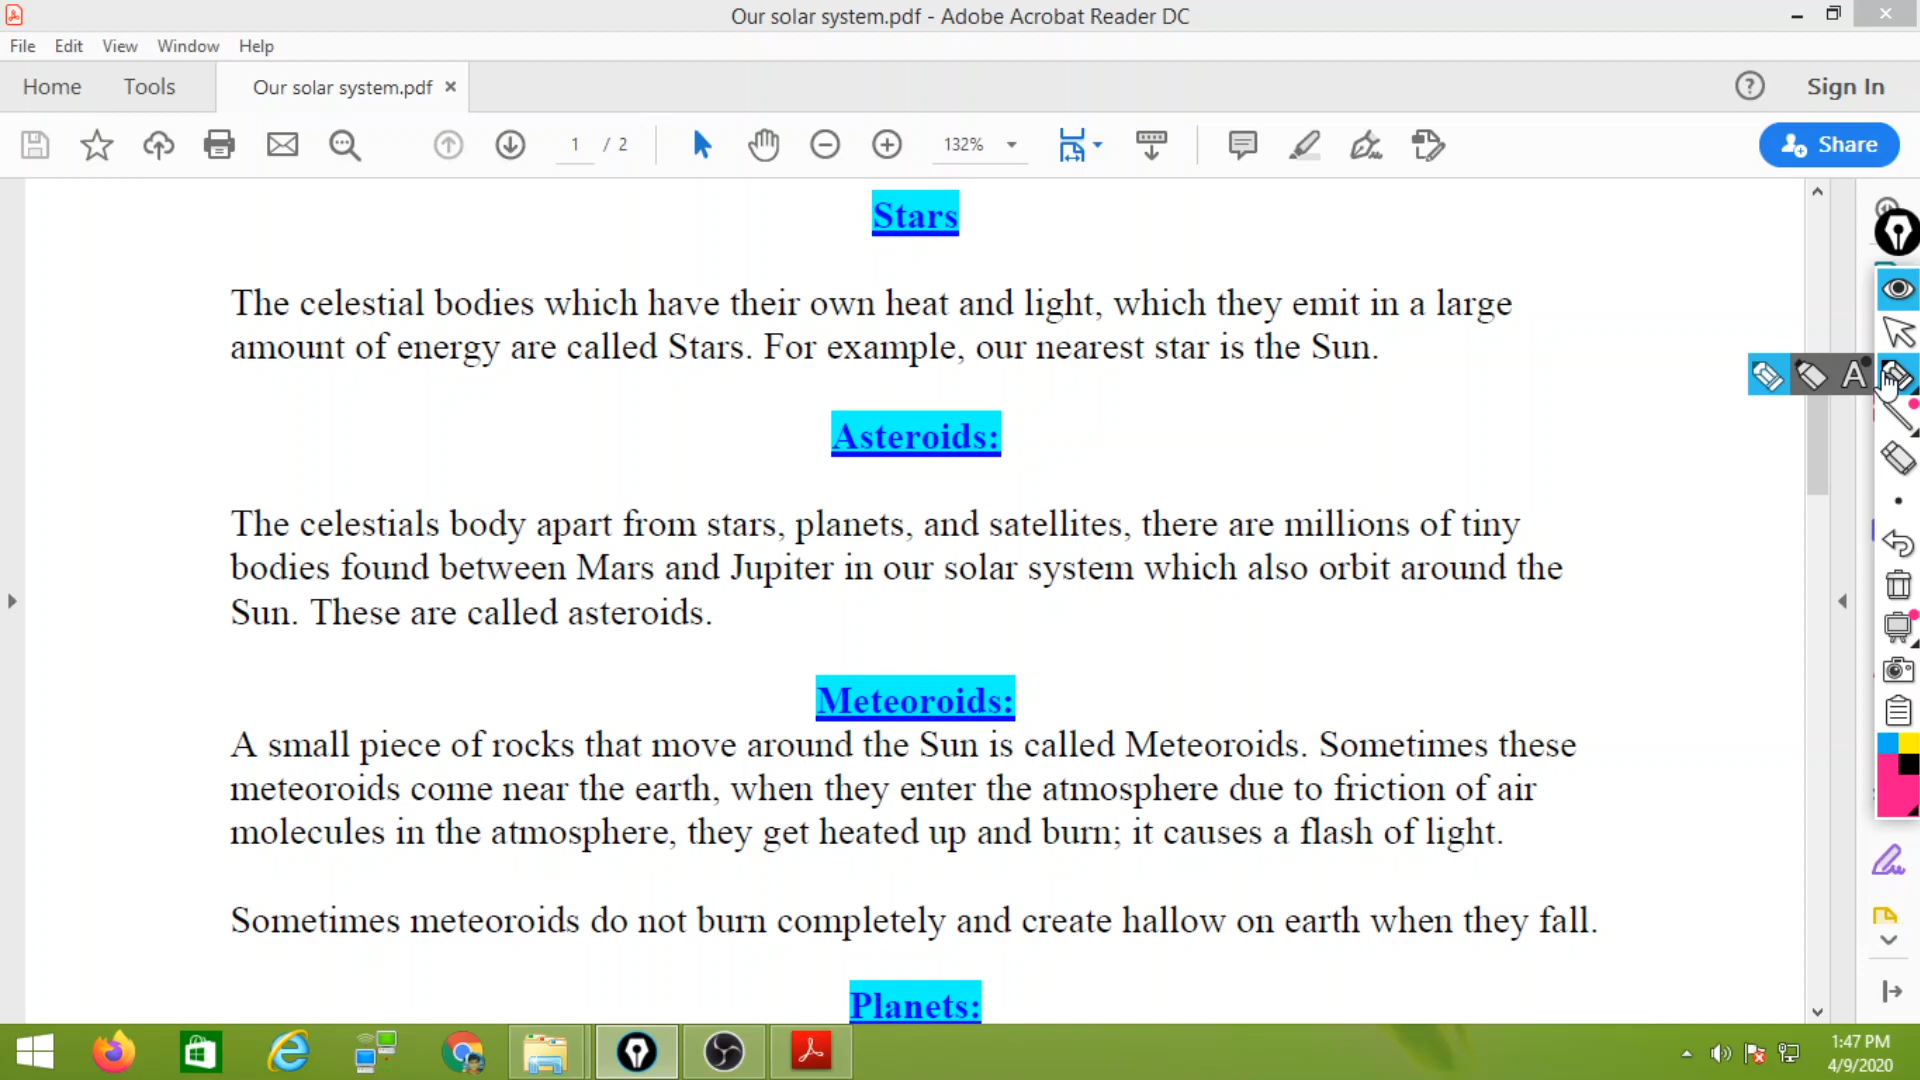 Our solar system.pdf - Adobe Acrobat Reader DC
File Edit View Window Help
Home Tools Our solar system.pdf × Sign In
1 / 2 132% Share
Stars
The celestial bodies which have their own heat and light, which they emit in a large
amount of energy are called Stars. For example, our nearest star is the Sun.
A
Asteroids:
The celestials body apart from stars, planets, and satellites, there are millions of tiny
bodies found between Mars and Jupiter in our solar system which also orbit around the
Sun. These are called asteroids.
Meteoroids:
A small piece of rocks that move around the Sun is called Meteoroids. Sometimes these
meteoroids come near the earth, when they enter the atmosphere due to friction of air
molecules in the atmosphere, they get heated up and burn; it causes a flash of light.
Sometimes meteoroids do not burn completely and create hallow on earth when they fall.
Planets:
1:47 PM
4/9/2020